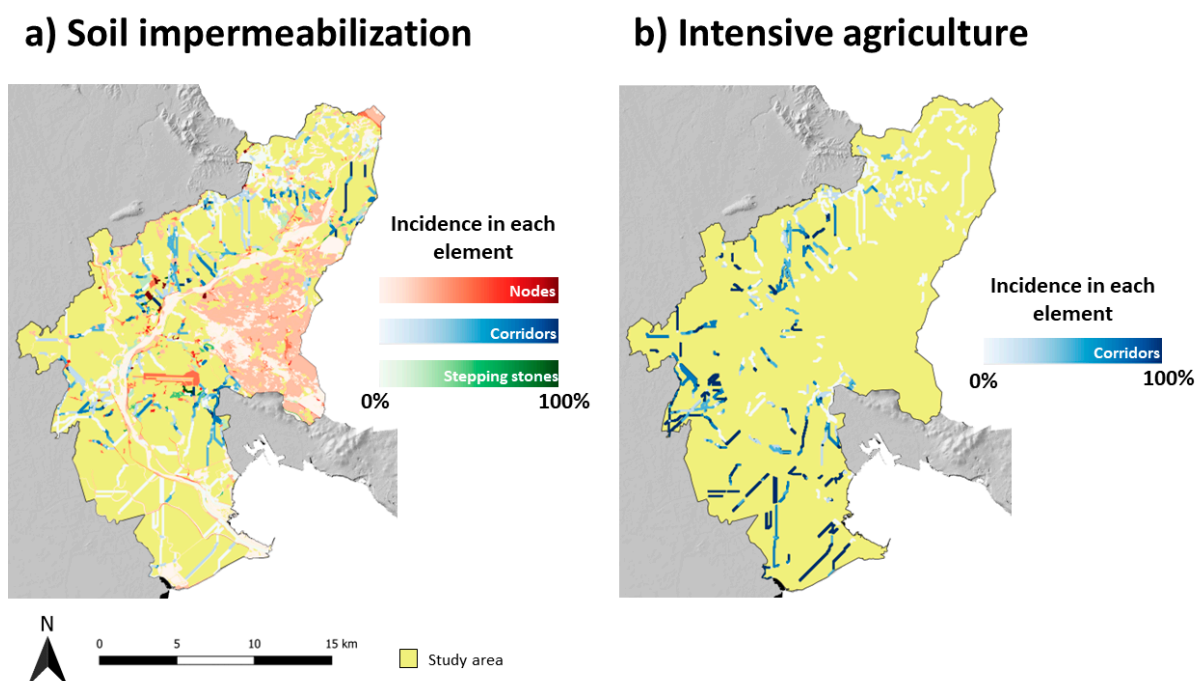 a) Soil impermeabilization
b) Intensive agriculture
Incidence in each
element
Nodes
Corridors
Stepping stones
0%
100%
Incidence in each
element
Corridors
0%
100%
N
0
5
10
15 km
Study area